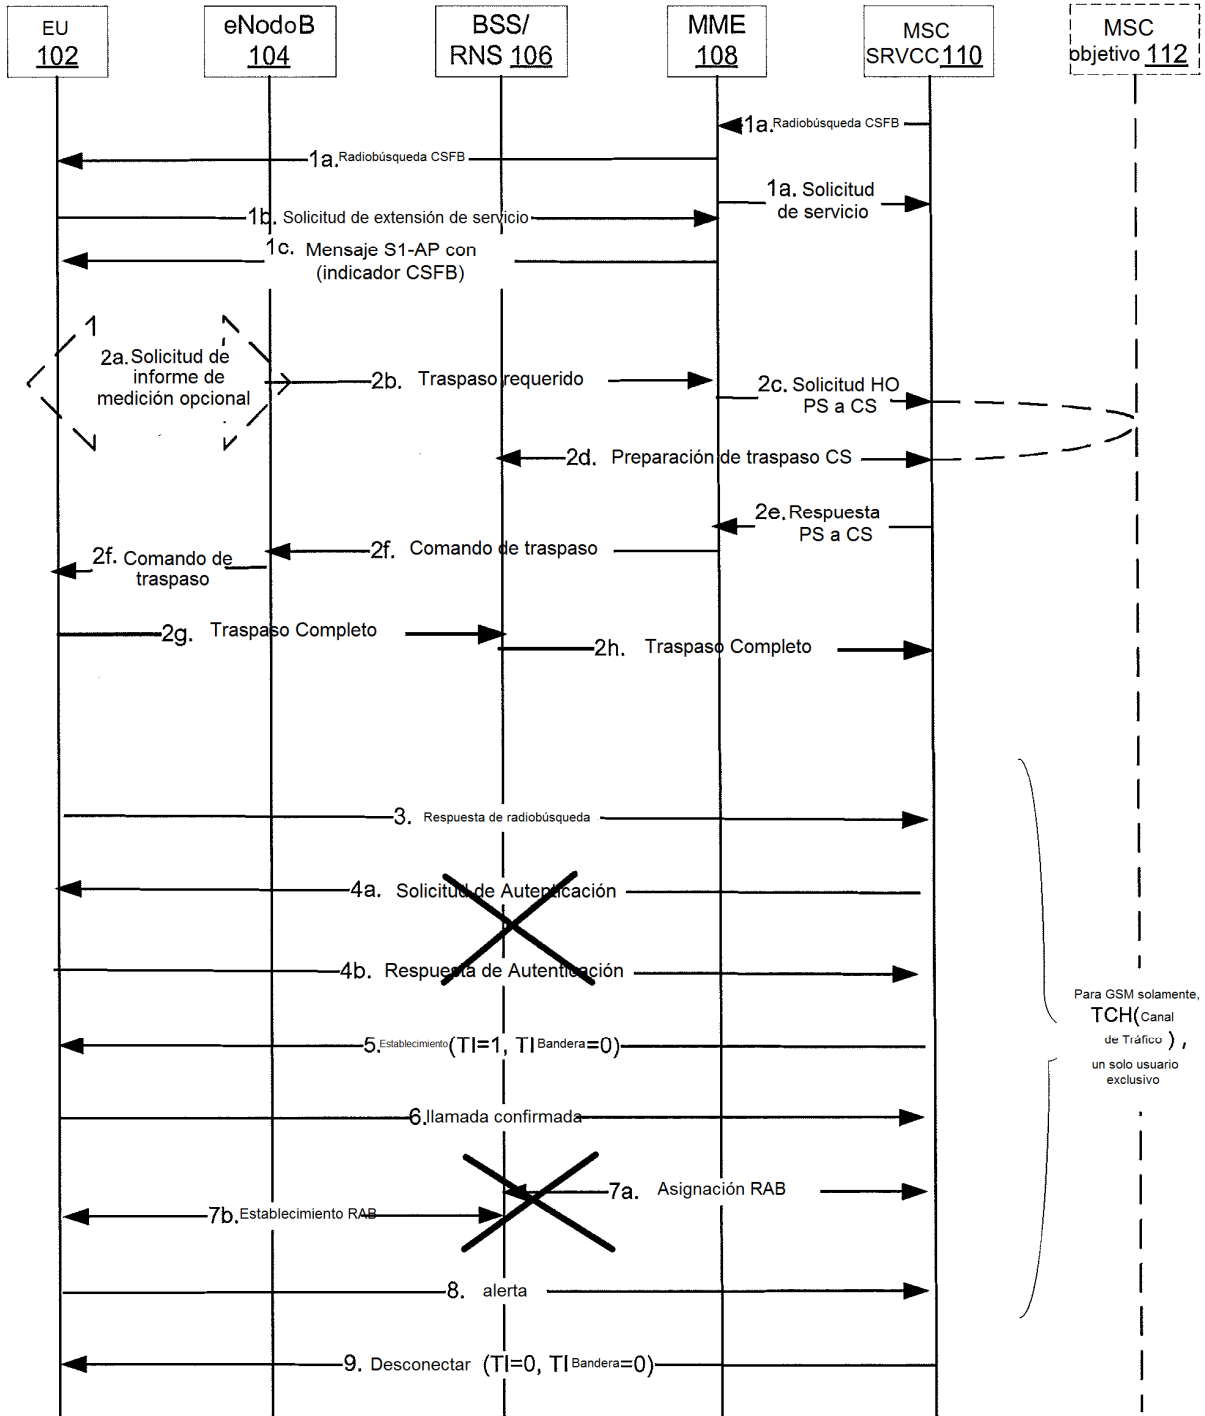 EU
102
eNodoB
104
BSS/
RNS 106
MME
108
MSC
SRVCC110
MSC
objetivo 112
1a.Radiobúsqueda CSFB
1a.Radiobúsqueda CSFB
1a. Solicitud
de servicio
1b. Solicitud de extensión de servicio
1c. Mensaje S1-AP con
(indicador CSFB)
1
2a.Solicitud de
informe de
medición opcional
2b. Traspaso requerido
2c. Solicitud HO
PS a CS
2d. Preparación de traspaso CS
2e.Respuesta
PS a CS
2f. Comando de traspaso
2f. Comando de
traspaso
2g. Traspaso Completo
2h. Traspaso Completo
3. Respuesta de radiobúsqueda
4a. Solicitud de Autenticación
4b. Respuesta de Autenticación
Para GSM solamente,
TCH(Canal
de Tráfico ) ,
un solo usuario
exclusivo
5.Establecimiento(TI=1, TI Bandera=0)
6.llamada confirmada
7a. Asignación RAB
7b.Establecimiento RAB
8. alerta
9. Desconectar (TI=0, TI Bandera=0)